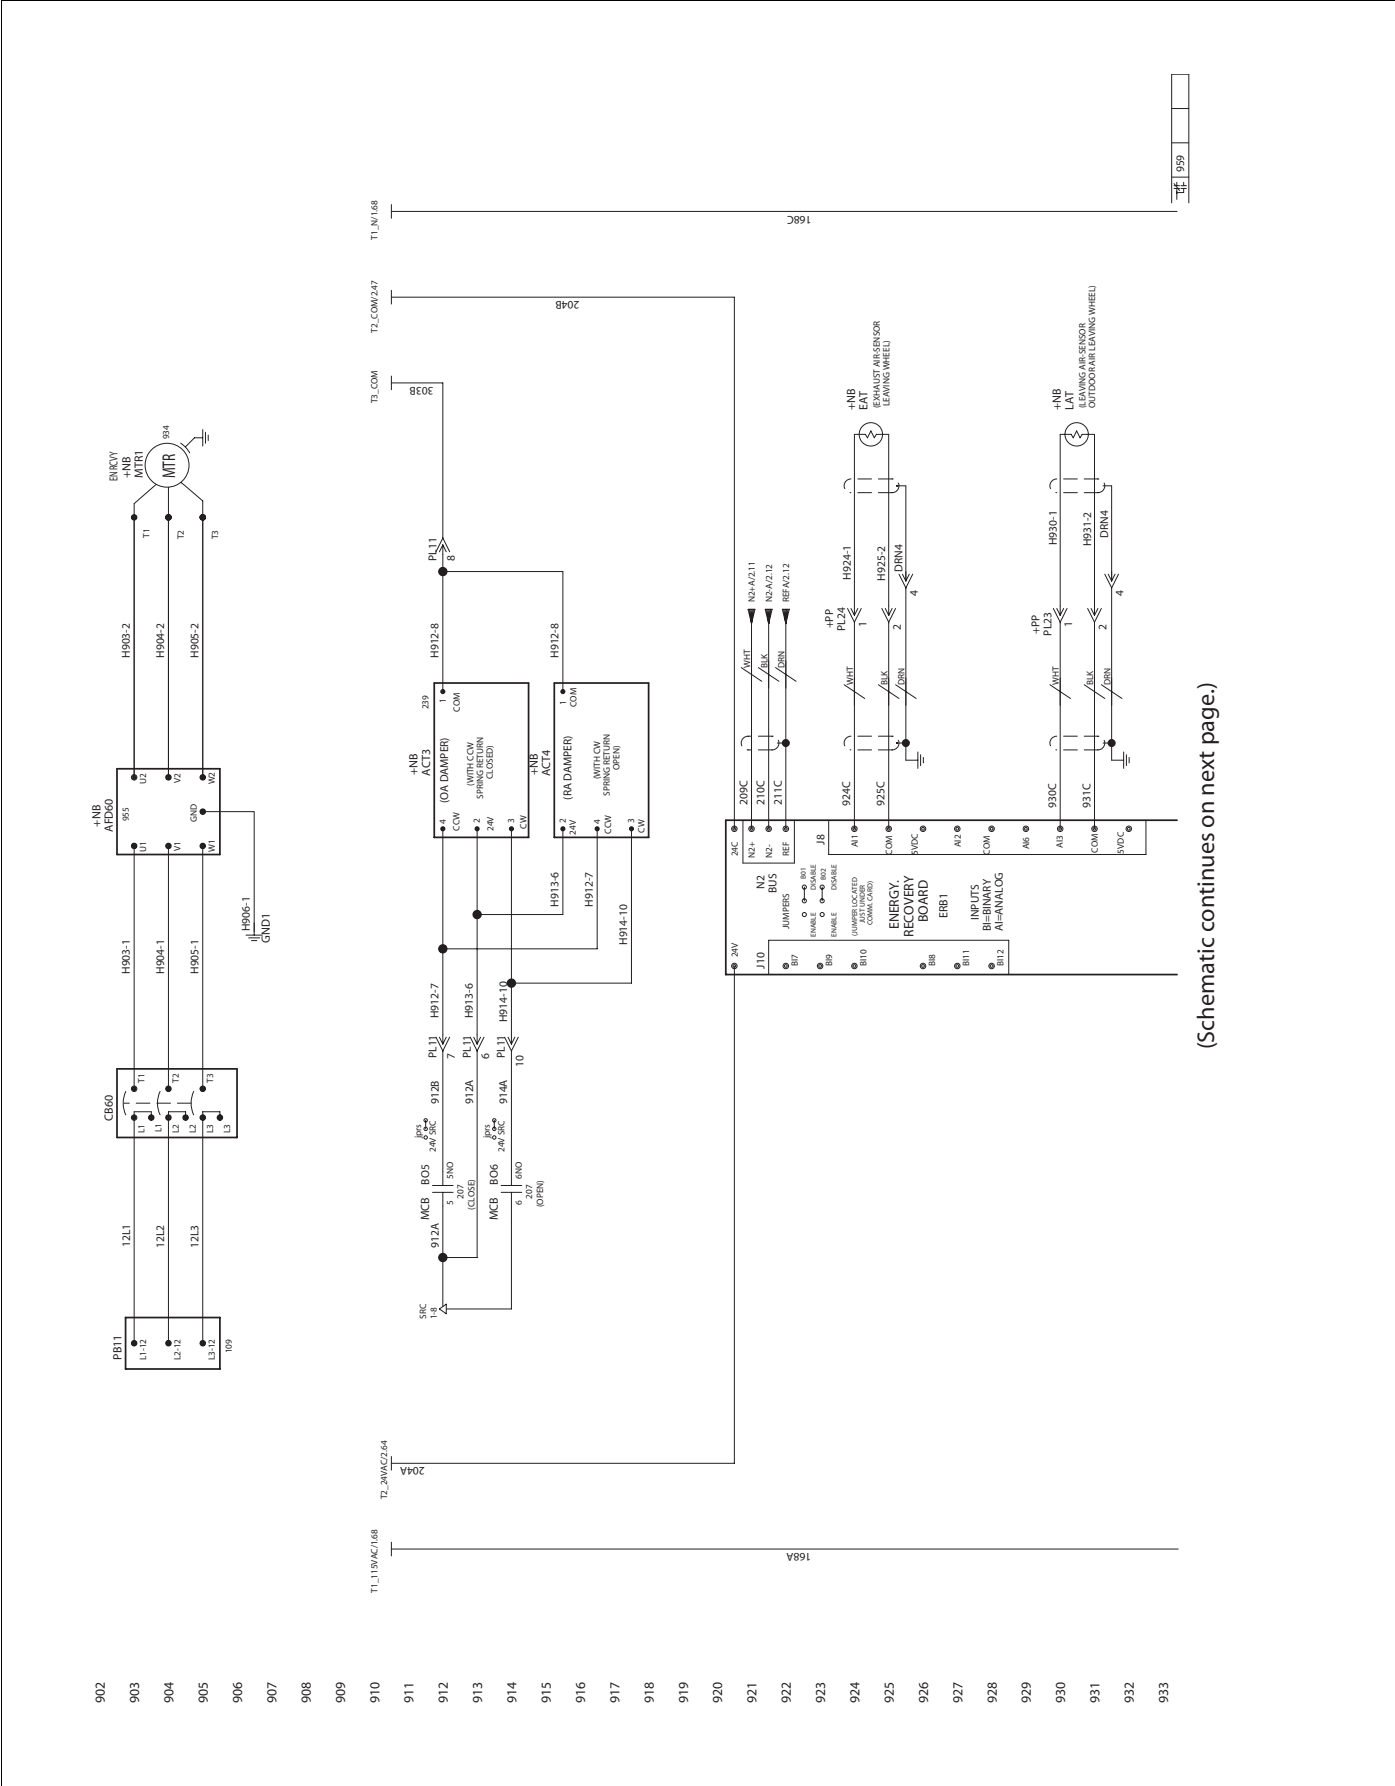 902
903
904
905
906
907
908
909
910
911
912
913
914
915
916
917
918
919
920
921
922
923
924
925
926
927
928
929
930
931
932
933
PB11
L1-12
L2-12
L3-12
109
12L1
12L2
12L3
CB60
L1
L1
L2
L2
L3
L3
T1
T2
T3
H903-1
H904-1
H905-1
H906-1
GND1
+NB
AFD60
955
U1
V1
W1
GND
U2
V2
W2
H903-2
H904-2
H905-2
T1
T2
T3
EN RCVY
+NB
MTR1
MTR
934
T1_115VAC/1.68
168A
T2_24VAC/2.64
204A
T3_COM
303B
T2_COM/2.47
204B
T1_N/1.68
168C
SRC
1-8
912A
MCB
BO5
5
5NO
207
(CLOSE)
jprs
24V SRC
912B
PL11
7
H912-7
912A
PL11
6
H913-6
MCB
BO6
6
6NO
207
(OPEN)
jprs
24V SRC
914A
PL11
10
H914-10
H913-6
H912-7
H914-10
+NB
ACT3
(OA DAMPER)
239
(WITH CCW
SPRING RETURN
CLOSED)
4
CCW
2
24V
3
CW
1
COM
+NB
ACT4
(RA DAMPER)
(WITH CW
SPRING RETURN
OPEN)
2
24V
4
CCW
3
CW
1
COM
H912-8
H912-8
PL11
8
24V
24C
J10
BI7
BI9
BI10
BI8
BI11
BI12
N2
BUS
N2+
N2-
REF
JUMPERS
ENABLE
B01
DISABLE
ENABLE
B02
DISABLE
(JUMPER LOCATED
JUST UNDER
COMM. CARD)
ENERGY.
RECOVERY
BOARD
ERB1
INPUTS
BI=BINARY
AI=ANALOG
J8
AI1
COM
5VDC
AI2
COM
AI6
AI3
COM
5VDC
209C
210C
211C
WHT
BLK
DRN
N2+A/2.11
N2-A/2.12
REFA/2.12
924C
925C
WHT
BLK
DRN
+PP
PL24
1
2
4
H924-1
H925-2
DRN4
+NB
EAT
(EXHAUST AIR-SENSOR
LEAVING WHEEL)
930C
931C
WHT
BLK
DRN
+PP
PL23
1
2
4
H930-1
H931-2
DRN4
+NB
LAT
(LEAVING AIR-SENSOR
OUTDOOR AIR LEAVING WHEEL)
959
(Schematic continues on next page.)